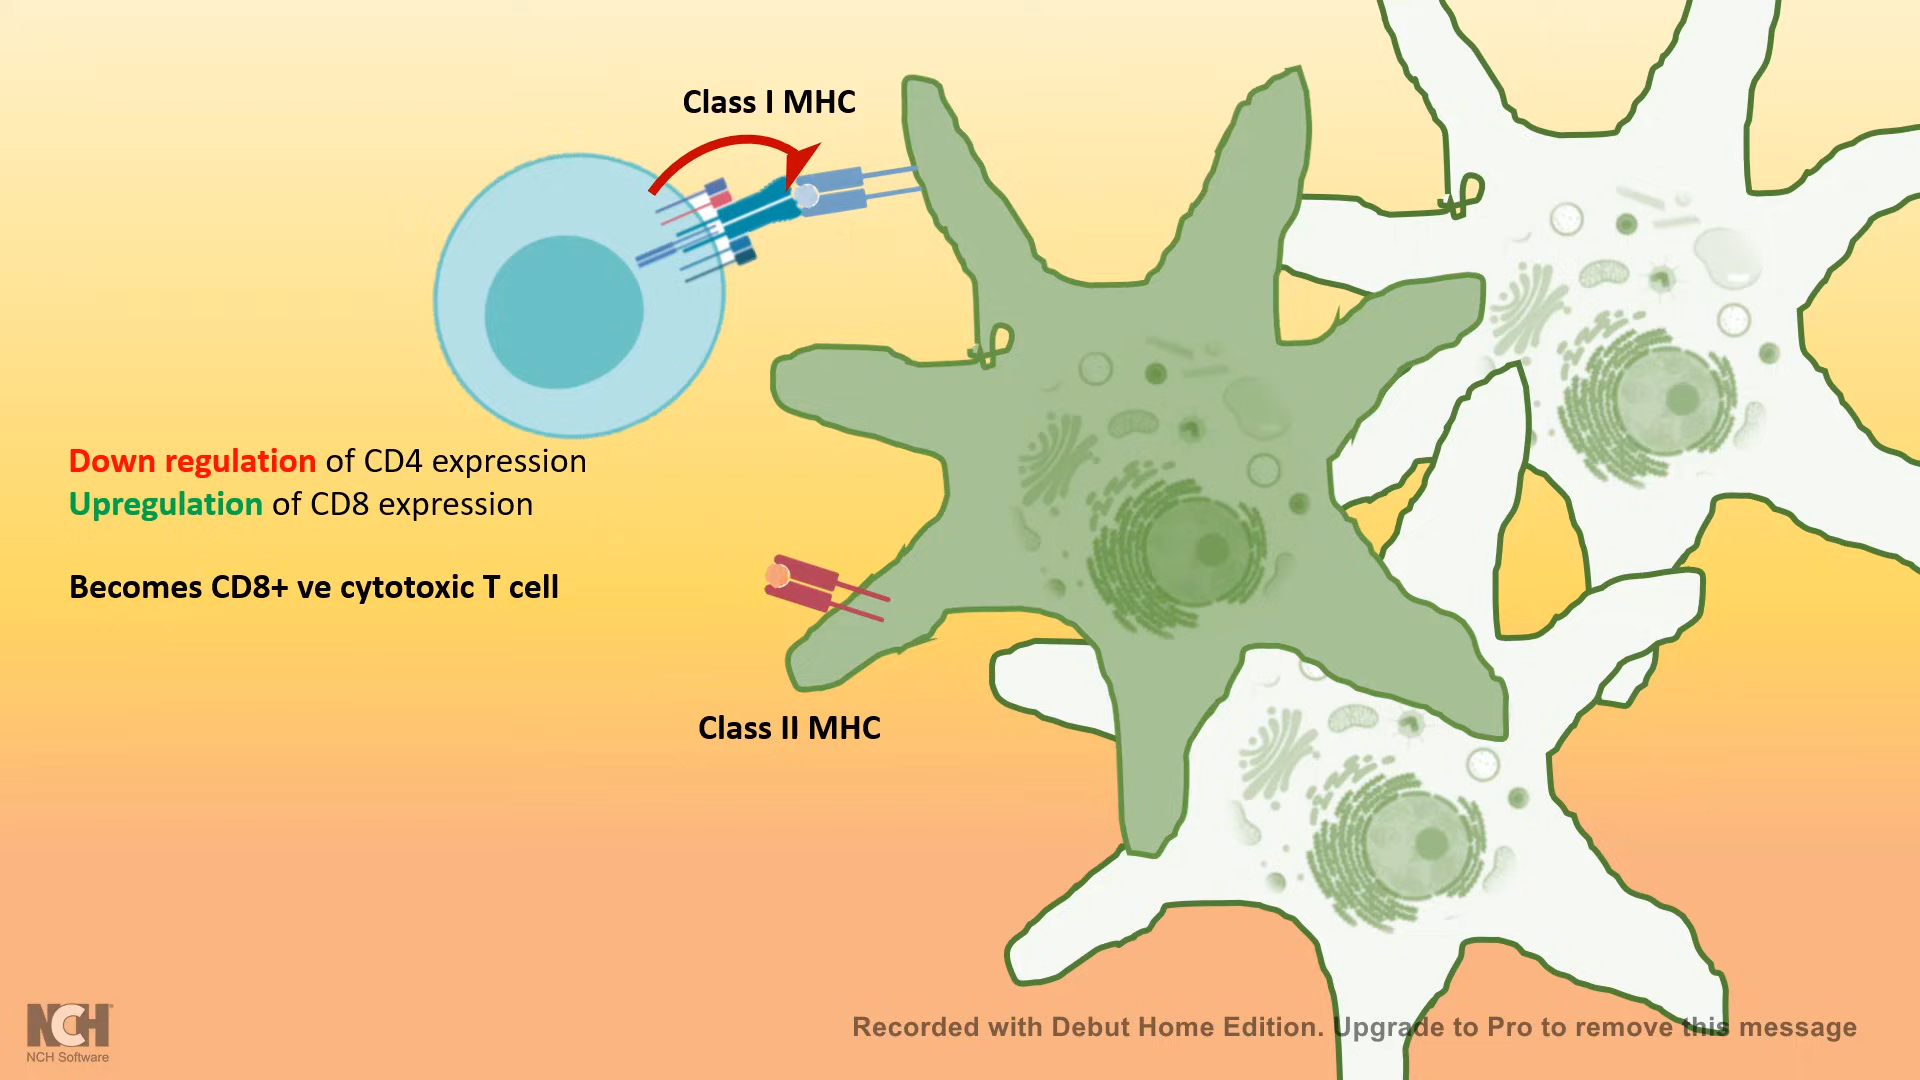 Class I MHC
Down regulation of CD4 expression
Upregulation of CD8 expression
Becomes CD8+ ve cytotoxic T cell
Class II MHC
NCH
NCH Software
Recorded with Debut Home Edition. Upgrade to Pro to remove this message